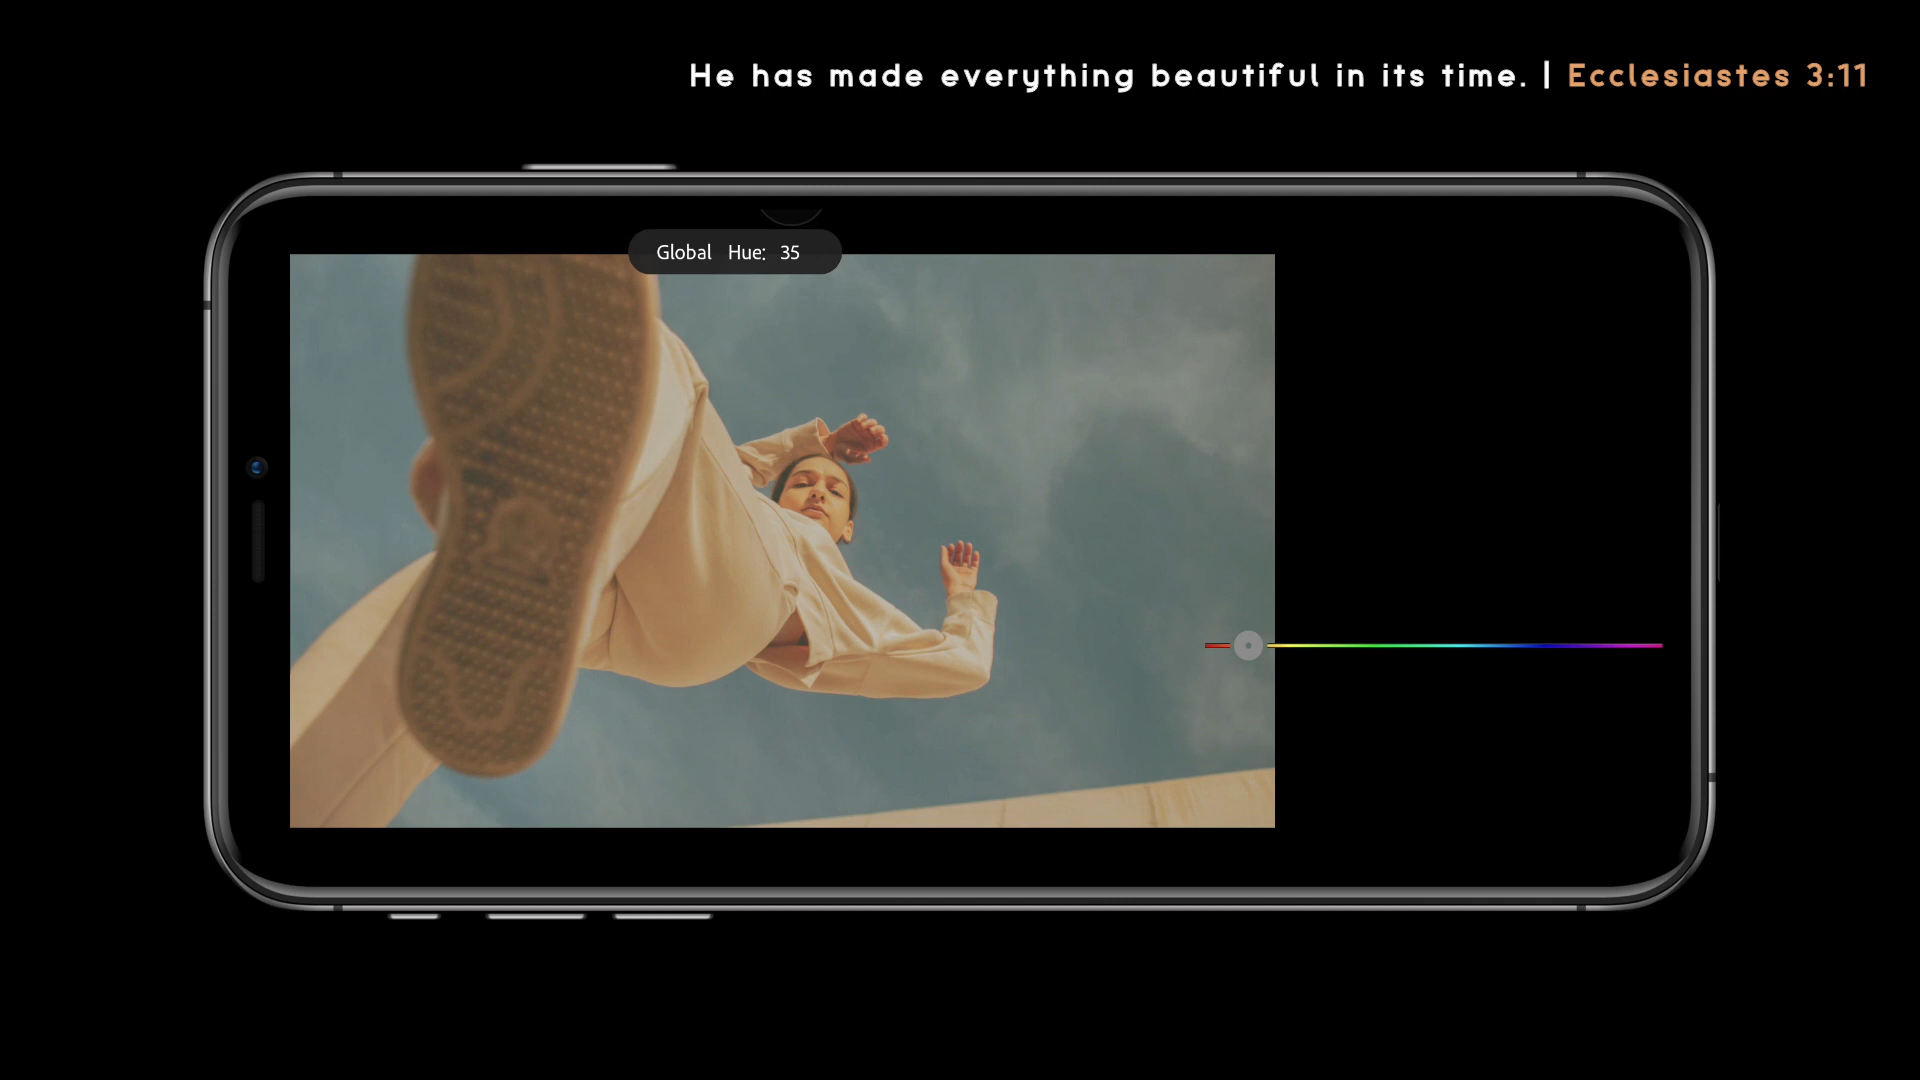 He has made everything beautiful in its time. | Ecclesiastes 3:11
Global Hue: 35